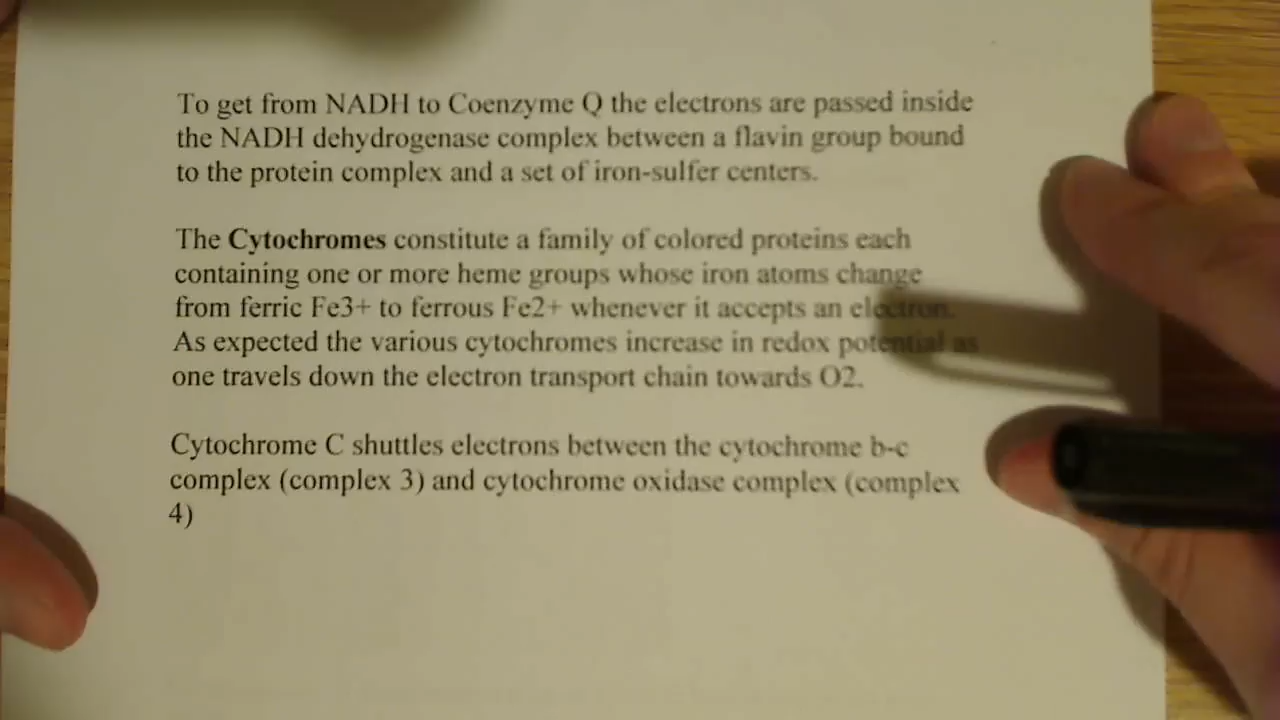 To get from NADH to Coenzyme Q the electrons are passed inside
the NADH dehydrogenase complex between a flavin group bound
to the protein complex and a set of iron-sulfer centers.
The Cytochromes constitute a family of colored proteins each
containing one or more heme groups whose iron atoms change
from ferric Fe3+ to ferrous Fe2+ whenever it accepts an electron.
As expected the various cytochromes increase in redox potential as
one travels down the electron transport chain towards O2.
Cytochrome C shuttles electrons between the cytochrome b-c
complex (complex 3) and cytochrome oxidase complex (complex
4)